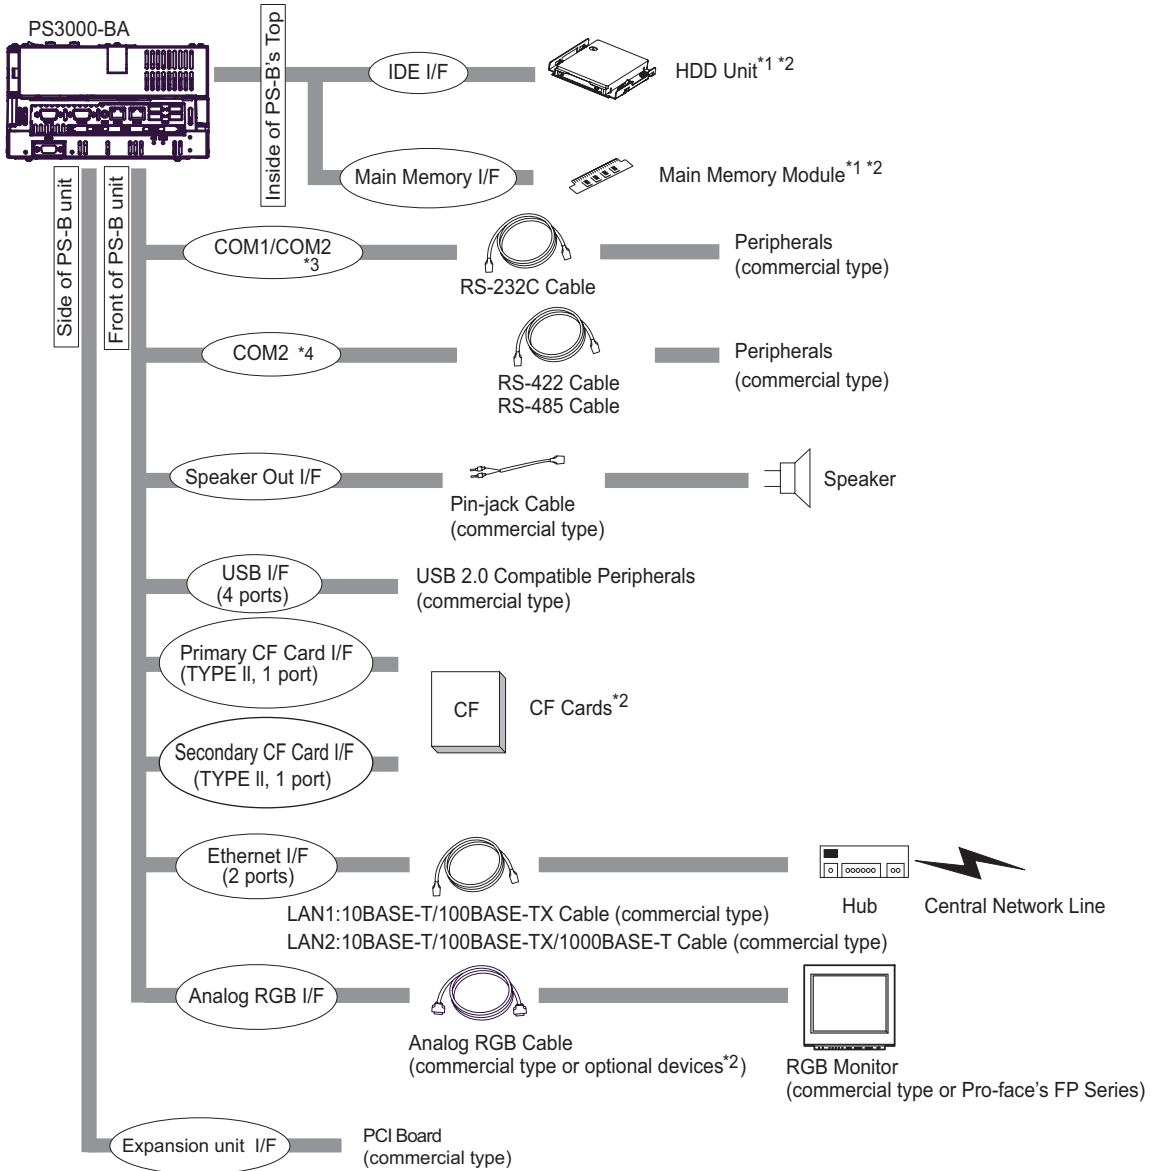 PS3000-BA
Inside of PS-B's Top
IDE I/F
HDD Unit*1 *2
Main Memory I/F
Main Memory Module*1 *2
Side of PS-B unit
Front of PS-B unit
COM1/COM2
*3
RS-232C Cable
Peripherals
(commercial type)
COM2 *4
RS-422 Cable
RS-485 Cable
Peripherals
(commercial type)
Speaker Out I/F
Pin-jack Cable
(commercial type)
Speaker
USB I/F
(4 ports)
USB 2.0 Compatible Peripherals
(commercial type)
Primary CF Card I/F
(TYPE II, 1 port)
CF
CF Cards*2
Secondary CF Card I/F
(TYPE II, 1 port)
Ethernet I/F
(2 ports)
LAN1:10BASE-T/100BASE-TX Cable (commercial type)
LAN2:10BASE-T/100BASE-TX/1000BASE-T Cable (commercial type)
Hub
Central Network Line
Analog RGB I/F
Analog RGB Cable
(commercial type or optional devices*2)
RGB Monitor
(commercial type or Pro-face's FP Series)
Expansion unit I/F
PCI Board
(commercial type)